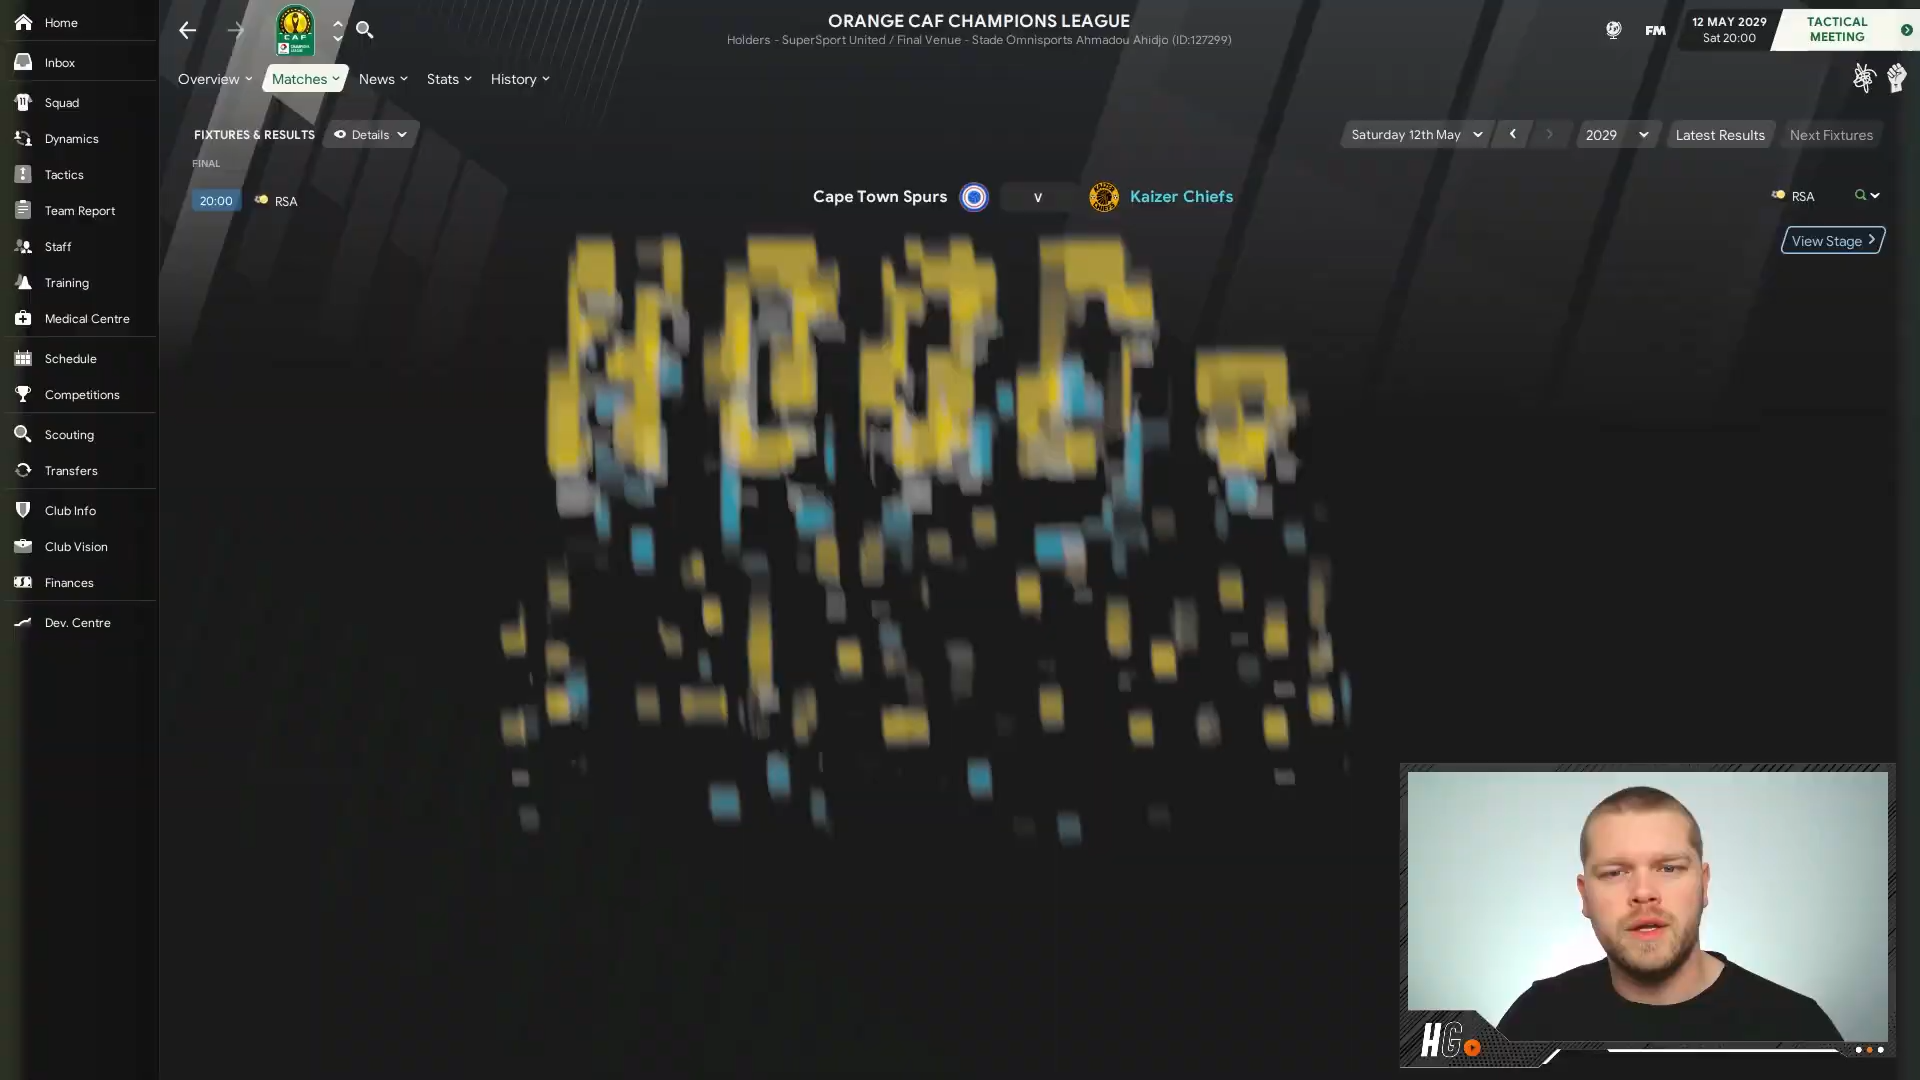 Home
Inbox
Squad
Dynamics
Tactics
Team Report
Staff
Training
Medical Centre
Schedule
Competitions
Scouting
Transfers
Club Info
Club Vision
Finances
Dev. Centre
ORANGE CAF CHAMPIONS LEAGUE
Holders - SuperSport United / Final Venue - Stade Omnisports Ahmadou Ahidjo (ID:127299)
FM
12 MAY 2029
Sat 20:00
TACTICAL MEETING
Overview Matches News Stats History
FIXTURES & RESULTS Details
Saturday 12th May 2029 Latest Results Next Fixtures
FINAL
20:00 RSA Cape Town Spurs v Kaizer Chiefs RSA
View Stage
CAF
HG